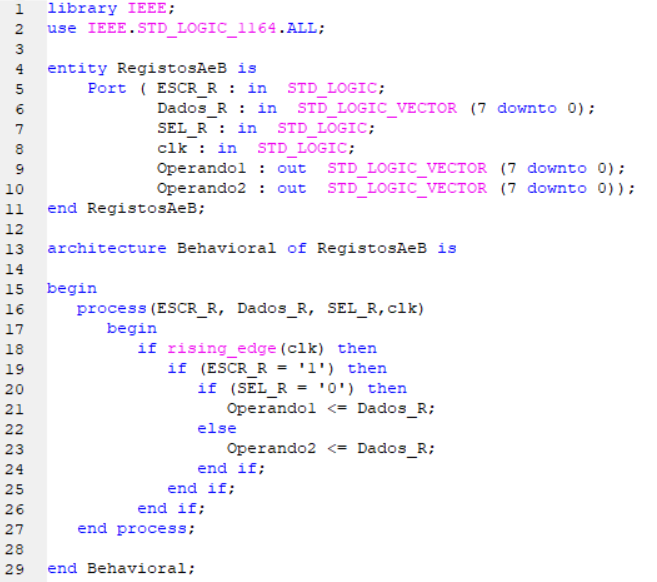 1 library IEEE;
2 use IEEE.STD_LOGIC_1164.ALL;
3
4 entity RegistosAeB is
5     Port ( ESCR_R : in  STD_LOGIC;
6            Dados_R : in  STD_LOGIC_VECTOR (7 downto 0);
7            SEL_R : in  STD_LOGIC;
8            clk : in  STD_LOGIC;
9            Operando1 : out  STD_LOGIC_VECTOR (7 downto 0);
10            Operando2 : out  STD_LOGIC_VECTOR (7 downto 0));
11 end RegistosAeB;
12
13 architecture Behavioral of RegistosAeB is
14
15 begin
16    process(ESCR_R, Dados_R, SEL_R,clk)
17       begin
18          if rising_edge(clk) then
19             if (ESCR_R = '1') then
20                if (SEL_R = '0') then
21                   Operando1 <= Dados_R;
22                else
23                   Operando2 <= Dados_R;
24                end if;
25             end if;
26          end if;
27    end process;
28
29 end Behavioral;